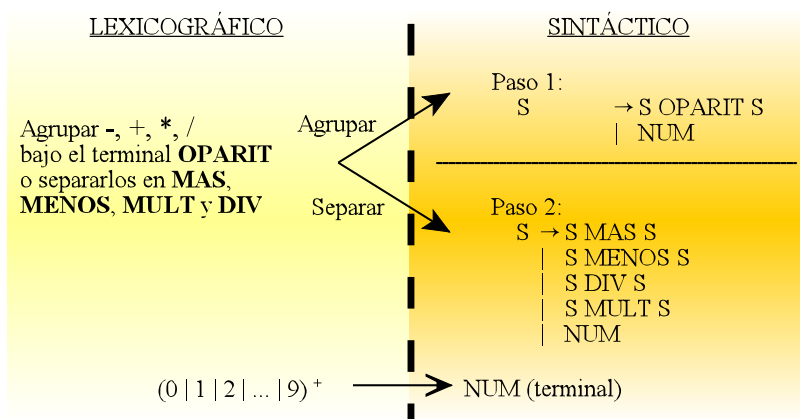 LEXICOGRÁFICO
Agrupar -, +, *, /
bajo el terminal OPARIT
o separarlos en MAS,
MENOS, MULT y DIV
Agrupar
Separar
(0 | 1 | 2 | ... | 9) +
SINTÁCTICO
Paso 1:
S → S OPARIT S
| NUM
Paso 2:
S → S MAS S
| S MENOS S
| S DIV S
| S MULT S
| NUM
NUM (terminal)